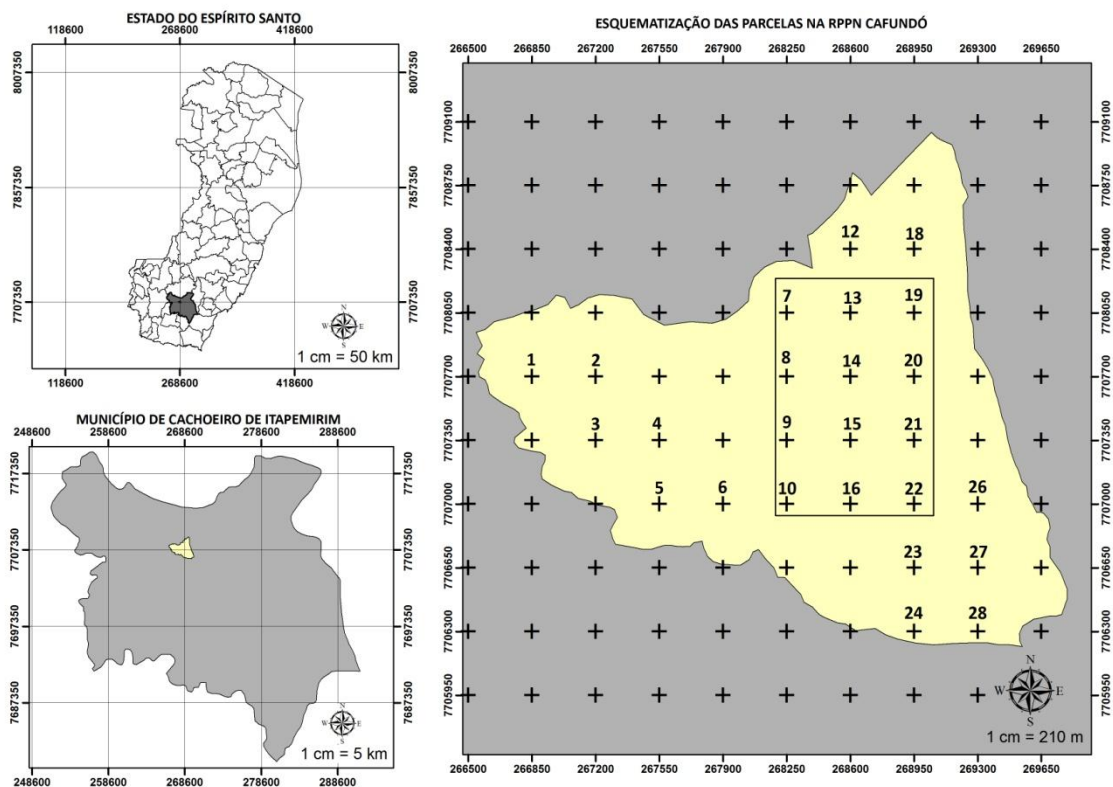 ESTADO DO ESPÍRITO SANTO
118600 268600 418600
8007350 8007350
7857350 7857350
7707350 7707350
N
W E
S
1 cm = 50 km
118600 268600 418600
MUNICÍPIO DE CACHOEIRO DE ITAPEMIRIM
248600 258600 268600 278600 288600
7717350 7717350
7707350 7707350
7697350 7697350
7687350 7687350
N
W E
S
1 cm = 5 km
248600 258600 268600 278600 288600
ESQUEMATIZAÇÃO DAS PARCELAS NA RPPN CAFUNDÓ
266500 266850 267200 267550 267900 268250 268600 268950 269300 269650
7709100 7709100
7708750 7708750
7708400 12 18 7708400
7708050 7 13 19 7708050
7707700 1 2 8 14 20 7707700
7707350 3 4 9 15 21 7707350
7707000 5 6 10 16 22 26 7707000
7706650 23 27 7706650
7706300 24 28 7706300
7705950 7705950
N
W E
S
1 cm = 210 m
266500 266850 267200 267550 267900 268250 268600 268950 269300 269650